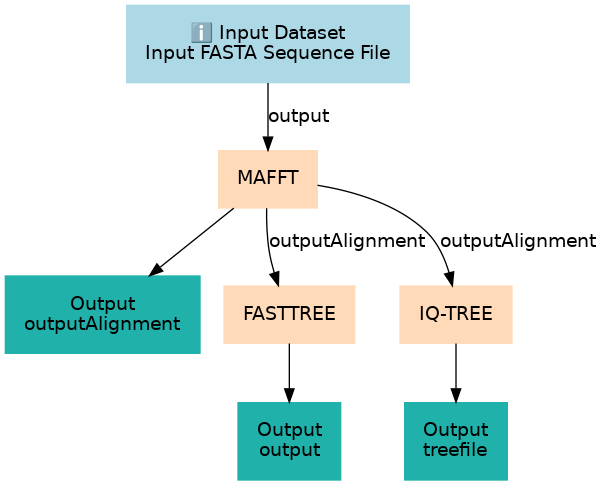 ℹ️ Input Dataset
Input FASTA Sequence File
output
MAFFT
outputAlignment
outputAlignment
Output
outputAlignment
FASTTREE
IQ-TREE
Output
output
Output
treefile